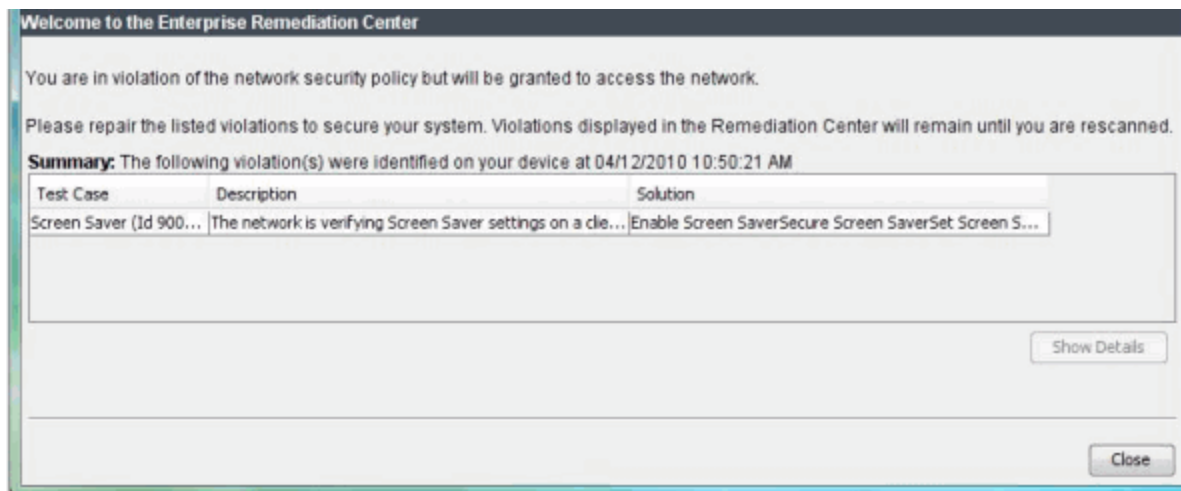 Welcome to the Enterprise Remediation Center
You are in violation of the network security policy but will be granted to access the network.
Please repair the listed violations to secure your system. Violations displayed in the Remediation Center will remain until you are rescanned.
Summary: The following violation(s) were identified on your device at 04/12/2010 10:50:21 AM
Test Case Description Solution
Screen Saver (Id 900... The network is verifying Screen Saver settings on a clie... Enable Screen SaverSecure Screen SaverSet Screen S...
Show Details
Close